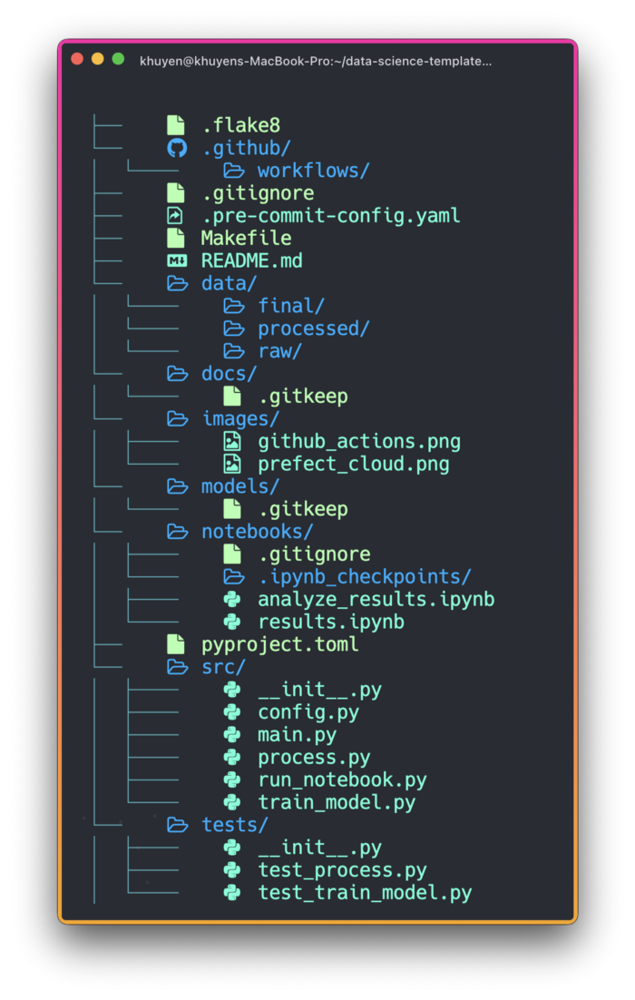 khuyen@khuyens-MacBook-Pro:~/data-science-template...
.flake8
.github/
workflows/
.gitignore
.pre-commit-config.yaml
Makefile
README.md
data/
final/
processed/
raw/
docs/
.gitkeep
images/
github_actions.png
prefect_cloud.png
models/
.gitkeep
notebooks/
.gitignore
.ipynb_checkpoints/
analyze_results.ipynb
results.ipynb
pyproject.toml
src/
__init__.py
config.py
main.py
process.py
run_notebook.py
train_model.py
tests/
__init__.py
test_process.py
test_train_model.py